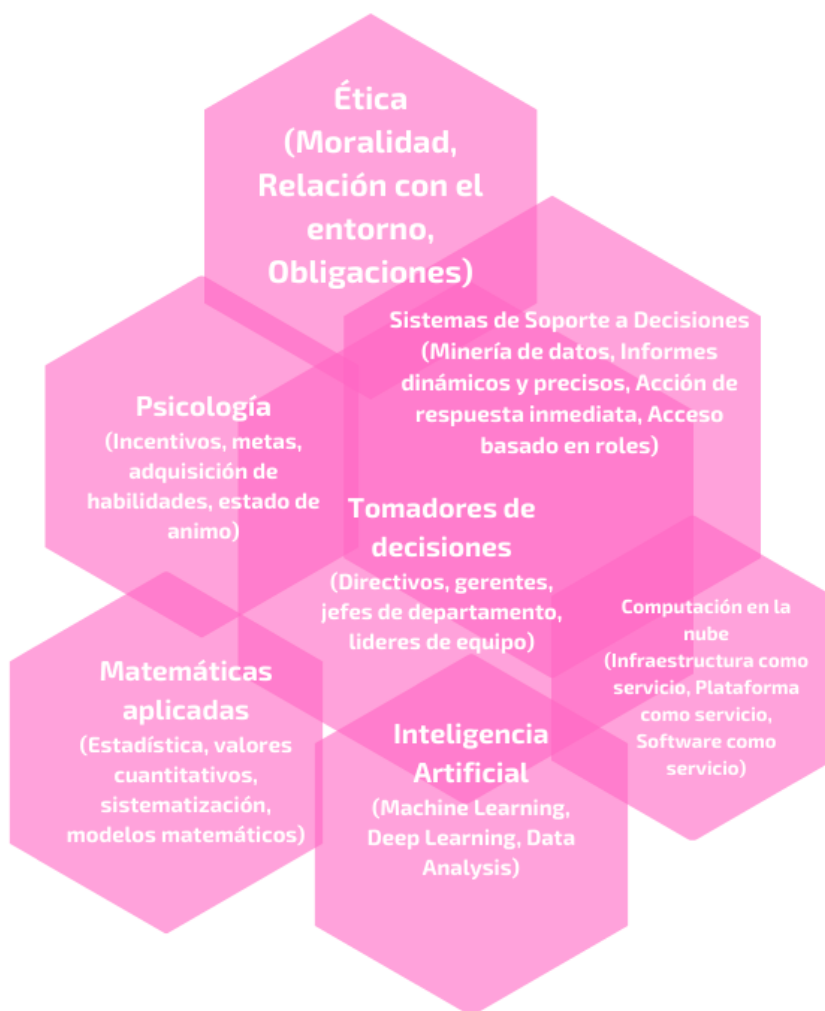 Ética
(Moralidad,
Relación con el
entorno,
Obligaciones)
Sistemas de Soporte a Decisiones
(Minería de datos, Informes
dinámicos y precisos, Acción de
respuesta inmediata, Acceso
basado en roles)
Psicología
(Incentivos, metas,
adquisición de
habilidades, estado de
animo)
Tomadores de
decisiones
(Directivos, gerentes,
jefes de departamento,
lideres de equipo)
Computación en la
nube
(Infraestructura como
servicio, Plataforma
como servicio,
Software como
servicio)
Matemáticas
aplicadas
(Estadística, valores
cuantitativos,
sistematización,
modelos matemáticos)
Inteligencia
Artificial
(Machine Learning,
Deep Learning, Data
Analysis)